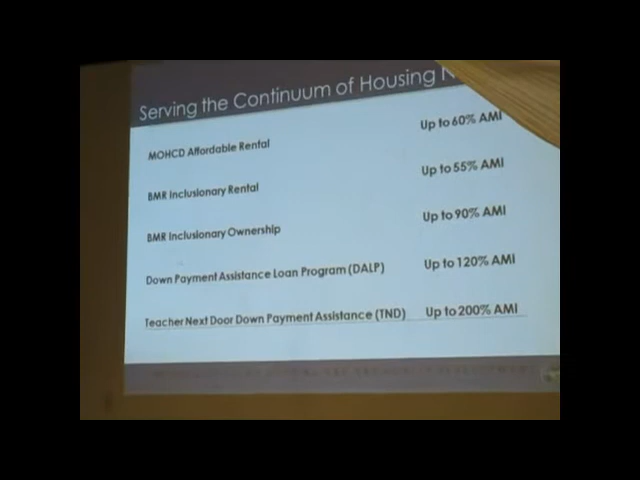 Serving the Continuum of Housing
MOHCD Affordable Rental Up to 60% AMI
BMR Inclusionary Rental Up to 55% AMI
BMR Inclusionary Ownership Up to 90% AMI
Down Payment Assistance Loan Program (DALP) Up to 120% AMI
Teacher Next Door Down Payment Assistance (TND) Up to 200% AMI